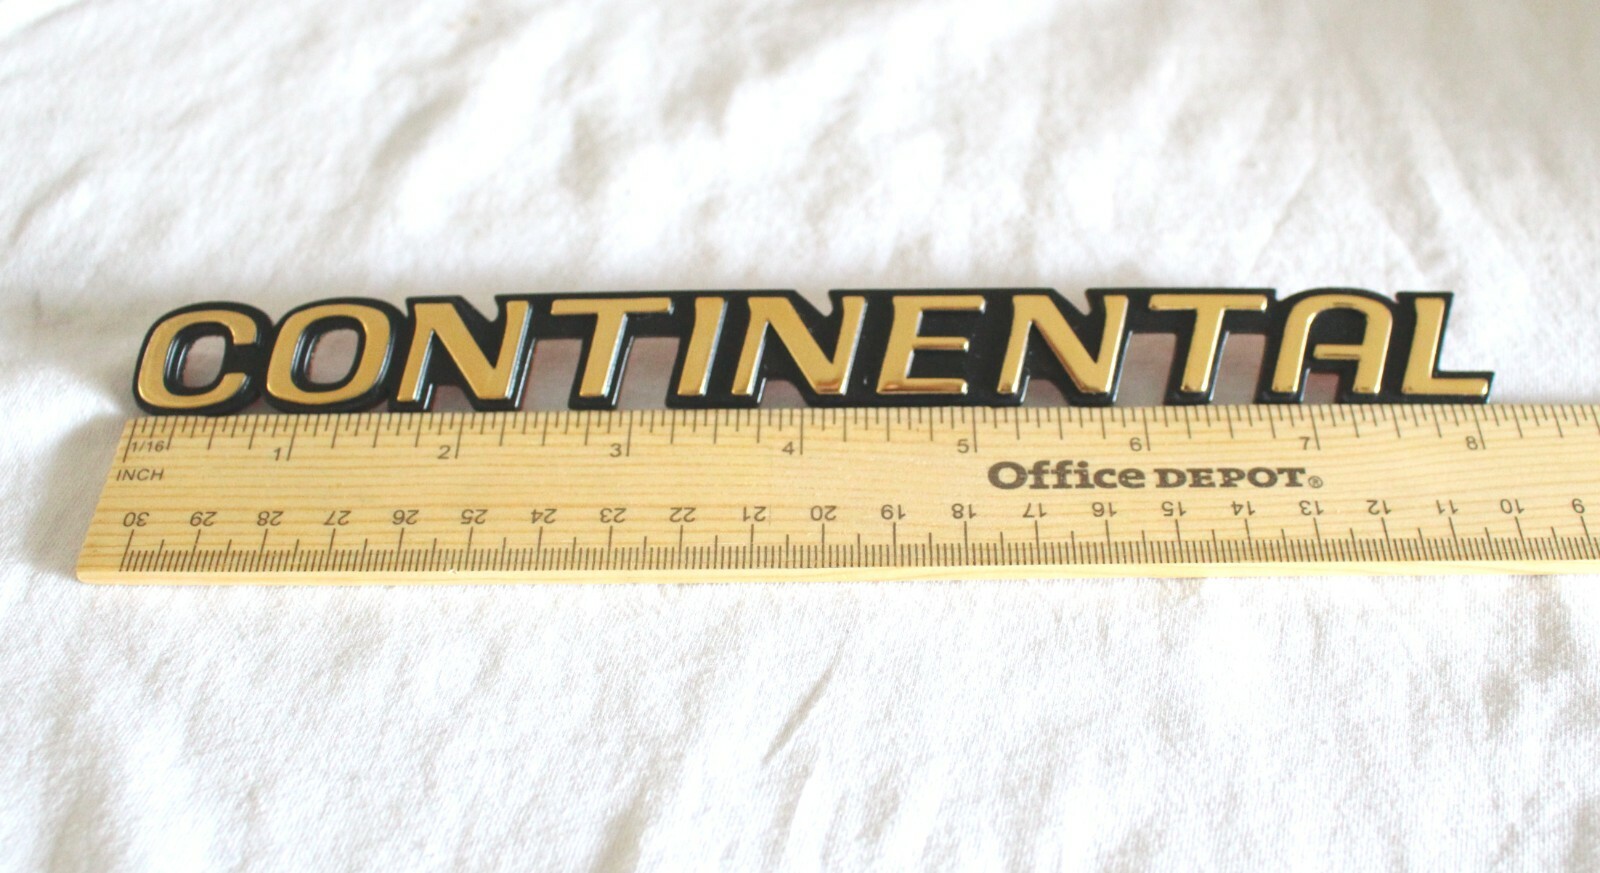 CONTINENTAL
1/16 1 2 3 4 5 6 7 8
INCH
Office DEPOT®
30 29 28 27 26 25 24 23 22 21 20 19 18 17 16 15 14 13 12 11 10 9